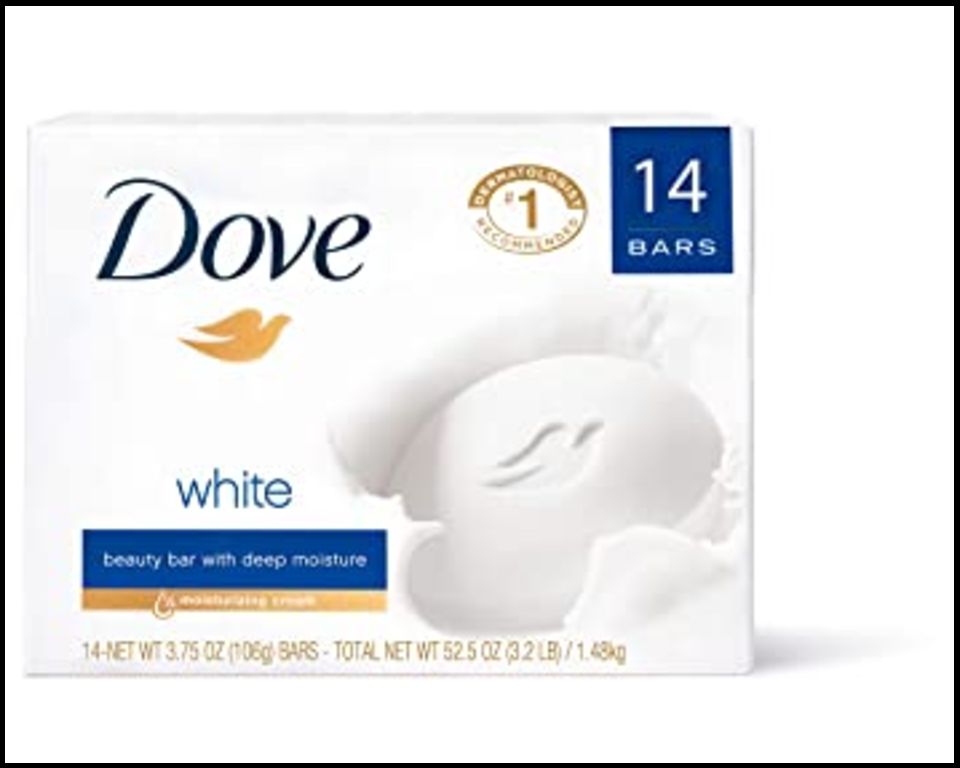 Dove
DERMATOLOGIST
#1
RECOMMENDED
14
BARS
white
beauty bar with deep moisture
moisturizing cream
14-NET WT 3.75 OZ (106g) BARS - TOTAL NET WT 52.5 OZ (3.2 LB) / 1.48kg